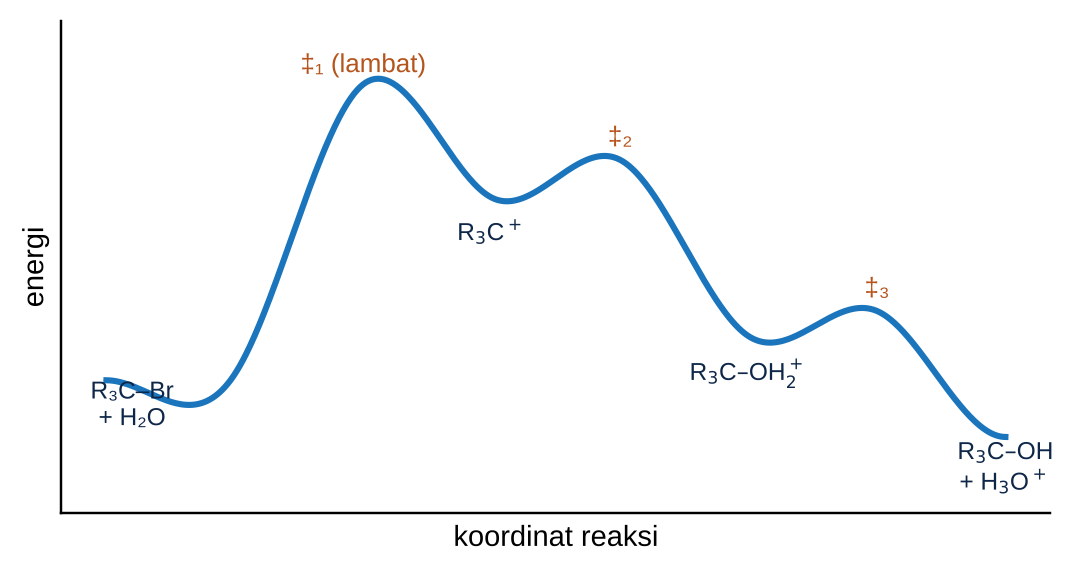 ‡₁ (lambat)
‡₂
R₃C⁺
energi
‡₃
R₃C–OH₂⁺
R₃C–Br
+ H₂O
R₃C–OH
+ H₃O⁺
koordinat reaksi